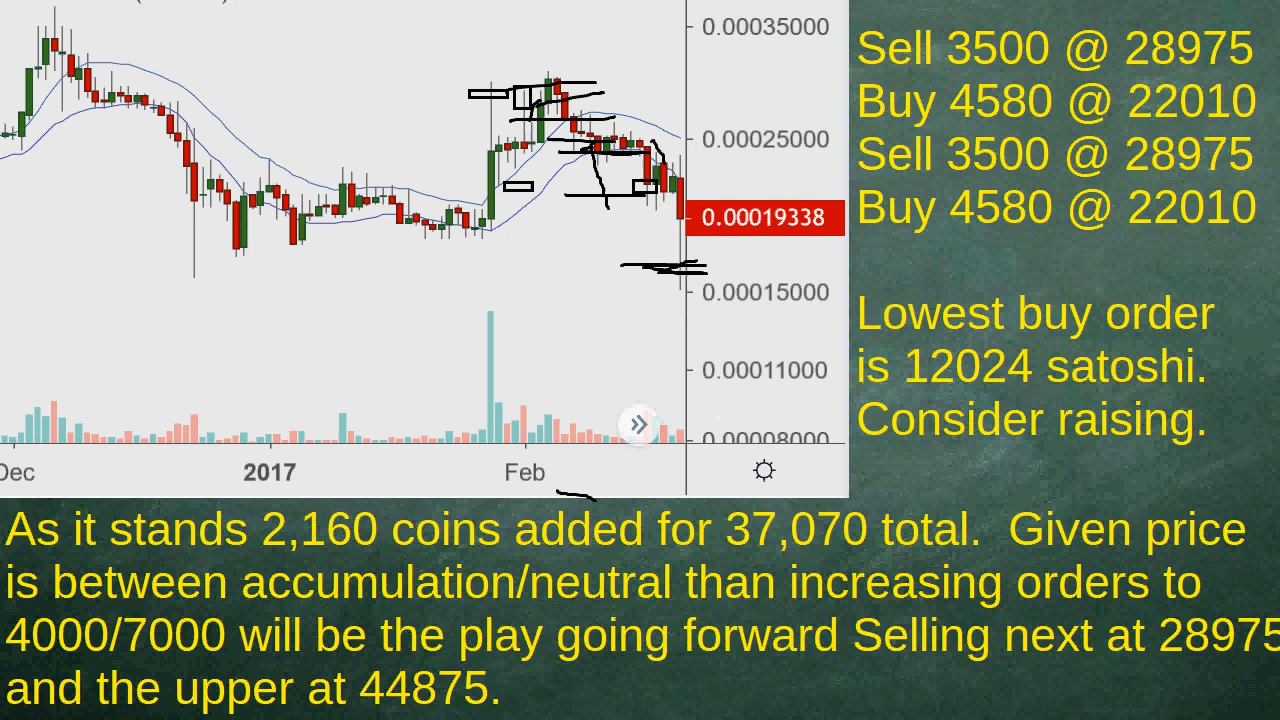 0.00035000
0.00025000
0.00019338
0.00015000
0.00011000
0.00008000
Dec
2017
Feb
Sell 3500 @ 28975
Buy 4580 @ 22010
Sell 3500 @ 28975
Buy 4580 @ 22010
Lowest buy order
is 12024 satoshi.
Consider raising.
As it stands 2,160 coins added for 37,070 total.  Given price
is between accumulation/neutral than increasing orders to
4000/7000 will be the play going forward Selling next at 28975
and the upper at 44875.